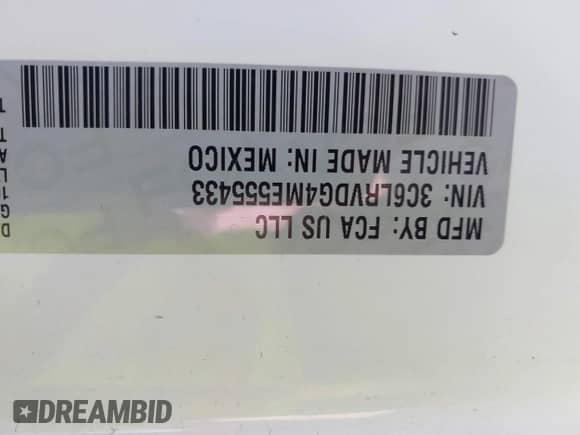 MFD BY: FCA US LLC
VIN: 3C6LRVDG4ME555433
VEHICLE MADE IN: MEXICO
DREAMBID